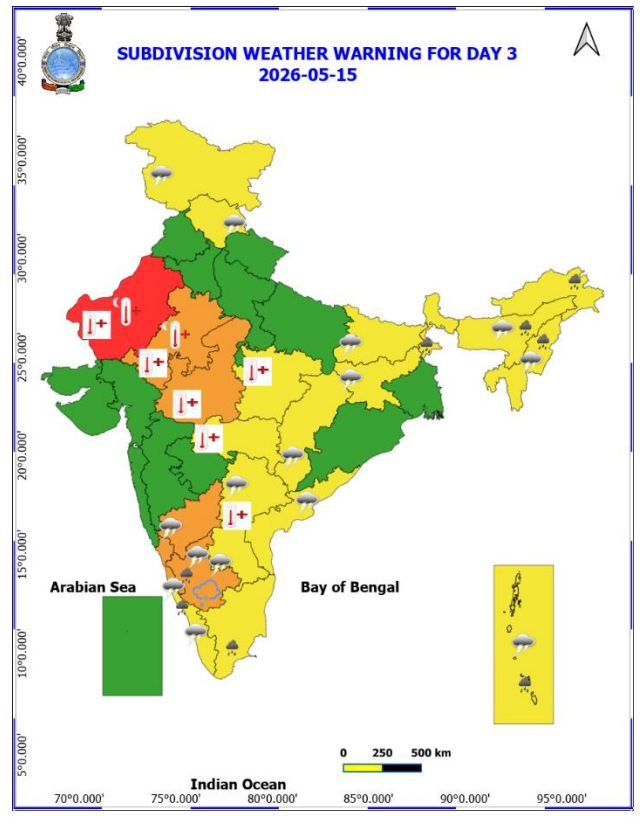 SUBDIVISION WEATHER WARNING FOR DAY 3
2026-05-15
40°0.000'
35°0.000'
30°0.000'
25°0.000'
20°0.000'
15°0.000'
Arabian Sea
Bay of Bengal
10°0.000'
5°0.000'
0 250 500 km
Indian Ocean
70°0.000' 75°0.000' 80°0.000' 85°0.000' 90°0.000' 95°0.000'